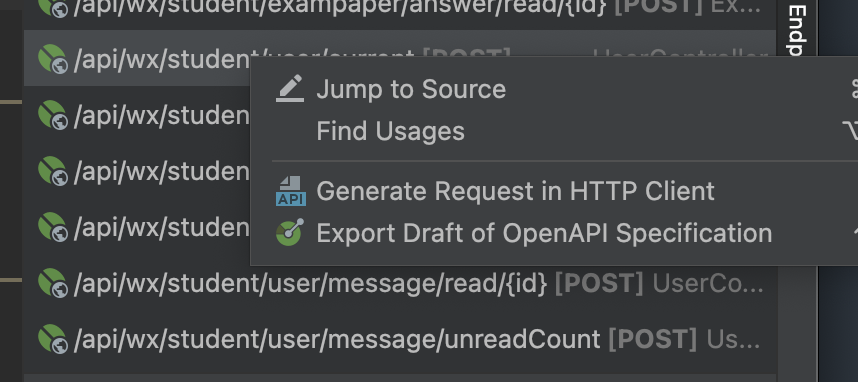 /api/wx/student/exampaper/answer/read/{id} [POST] Ex...
/api/wx/student/user/current [POST] UserController
Jump to Source
/api/wx/studen
Find Usages
/api/wx/studen
Generate Request in HTTP Client
API
/api/wx/studen
Export Draft of OpenAPI Specification
/api/wx/student/user/message/read/{id} [POST] UserCo...
/api/wx/student/user/message/unreadCount [POST] Us...
Endp